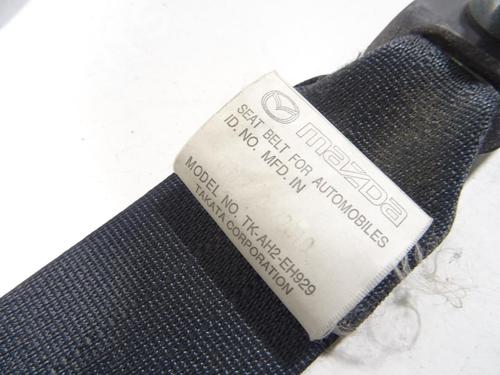 mazda
SEAT BELT FOR AUTOMOBILES
ID. NO. MFD. IN
MODEL NO. TK-AH2-EH929
TAKATA CORPORATION